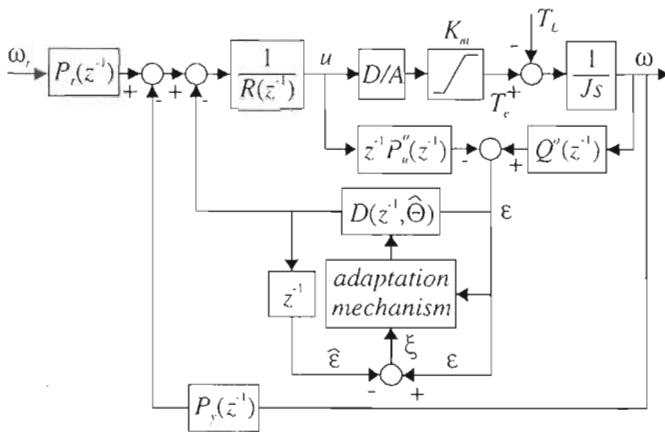 ω_r
P_r(z^-1)
+
-
+
-
1
R(z^-1)
u
D/A
K_m
T_e
+
-
T_L
1
Js
ω
z^-1 P_u^o(z^-1)
-
+
Q^o(z^-1)
D(z^-1, Θ̂)
ε
z^-1
adaptation
mechanism
ε̂
ξ
ε
-
+
P_y(z^-1)